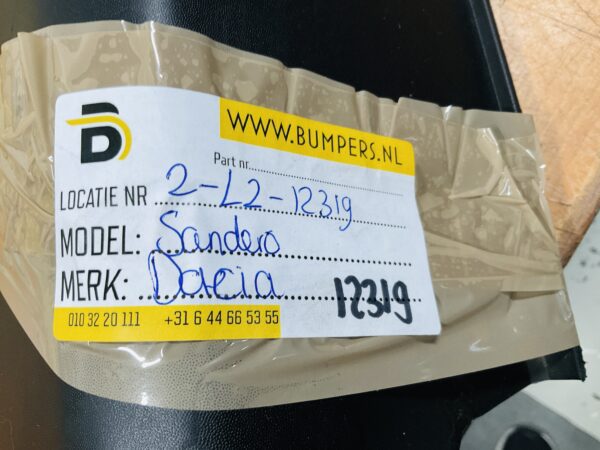 WWW.BUMPERS.NL
Part nr
LOCATIE NR 2-L2-12319
MODEL: Sandero
MERK: Dacia
12319
010 32 20 111 +31 6 44 66 53 55